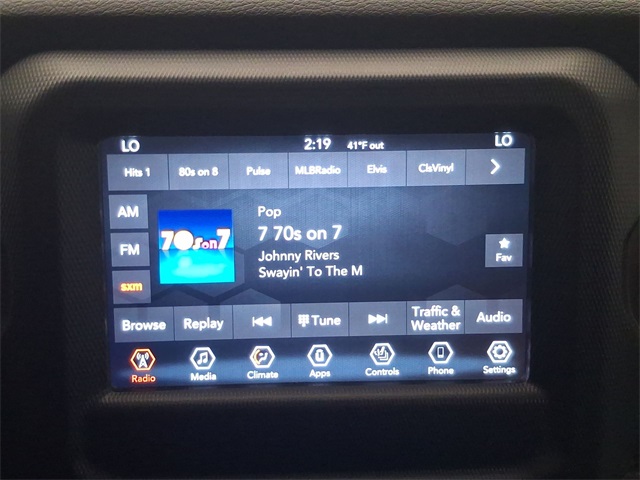 LO 2:19 41°F out LO
Hits 1 80s on 8 Pulse MLBRadio Elvis ClsVinyl
AM
FM
sxm
70s on 7
Pop
7 70s on 7
Johnny Rivers
Swayin' To The M
Fav
Browse Replay Tune Traffic & Weather Audio
Radio Media Climate Apps Controls Phone Settings